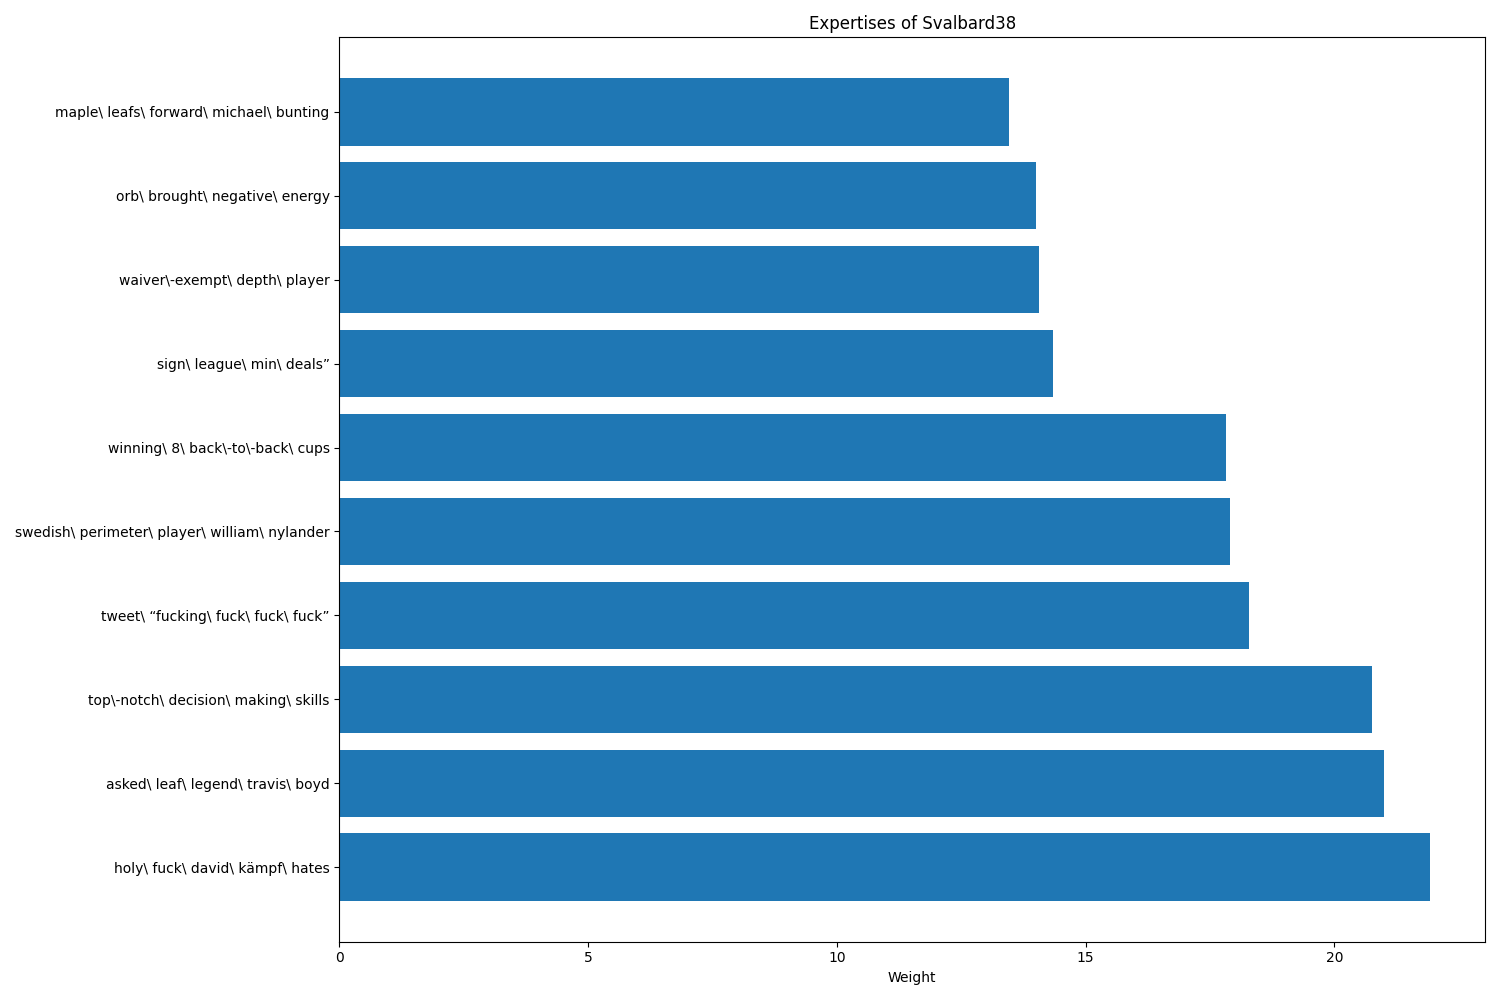 Expertises of Svalbard38
maple\ leafs\ forward\ michael\ bunting
orb\ brought\ negative\ energy
waiver\-exempt\ depth\ player
sign\ league\ min\ deals”
winning\ 8\ back\-to\-back\ cups
swedish\ perimeter\ player\ william\ nylander
tweet\ “fucking\ fuck\ fuck\ fuck”
top\-notch\ decision\ making\ skills
asked\ leaf\ legend\ travis\ boyd
holy\ fuck\ david\ kämpf\ hates
0 5 10 15 20
Weight